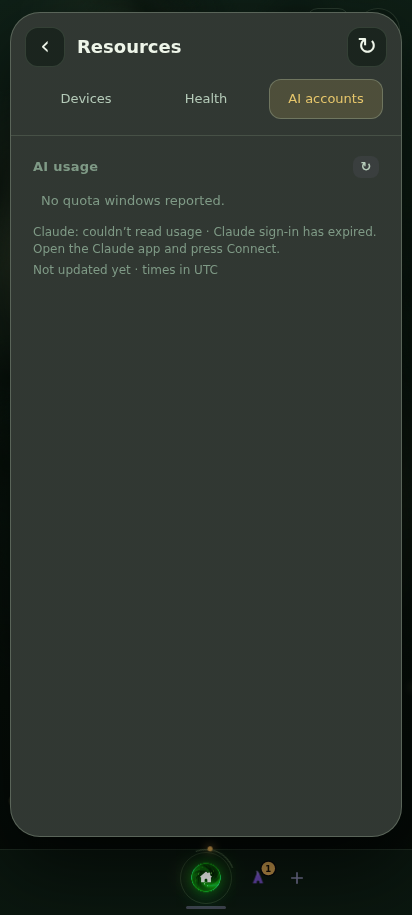 Resources
Devices
Health
AI accounts
AI usage
No quota windows reported.
Claude: couldn’t read usage · Claude sign-in has expired.
Open the Claude app and press Connect.
Not updated yet · times in UTC
1